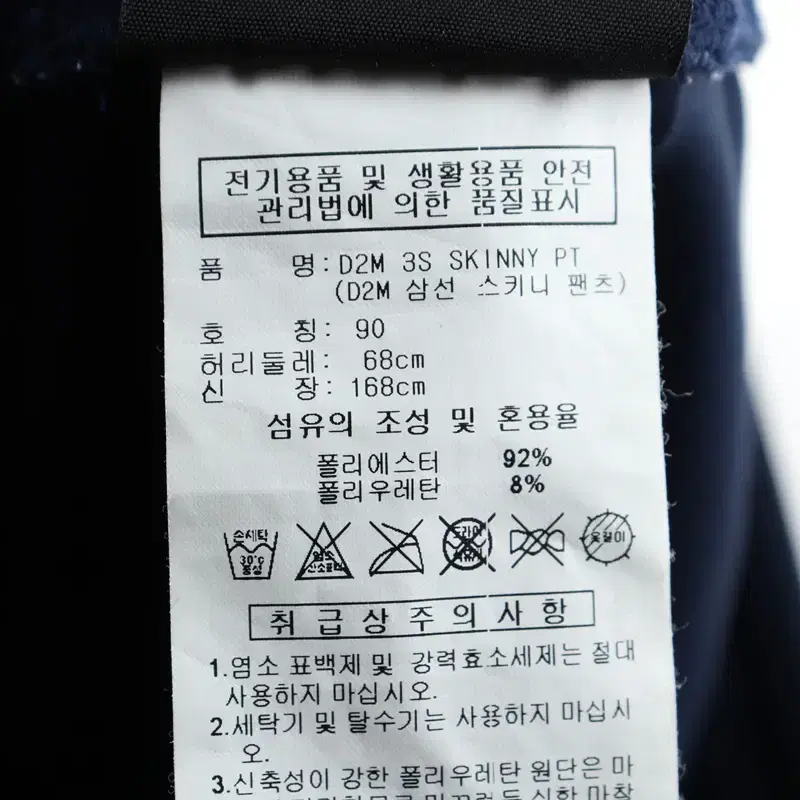 전기용품 및 생활용품 안전
관리법에 의한 품질표시
품 명: D2M 3S SKINNY PT
(D2M 삼선 스키니 팬츠)
호 칭: 90
허리둘레: 68cm
신 장: 168cm
섬유의 조성 및 혼용율
폴리에스터 92%
폴리우레탄 8%
손세탁 30℃ 중성
염소 산소표백
드라이
옷걸이
취급상주의사항
1.염소 표백제 및 강력효소세제는 절대
사용하지 마십시오.
2.세탁기 및 탈수기는 사용하지 마십시
오.
3.신축성이 강한 폴리우레탄 원단은 마